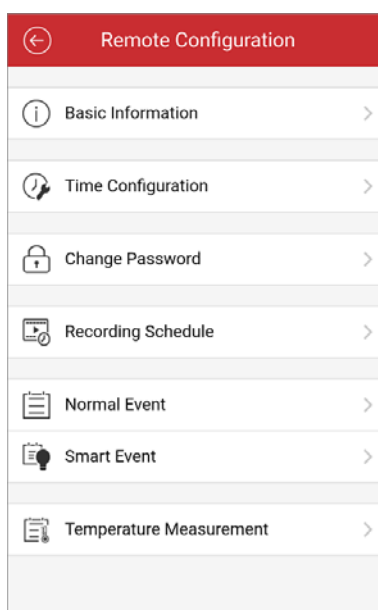 Remote Configuration
Basic Information
Time Configuration
Change Password
Recording Schedule
Normal Event
Smart Event
Temperature Measurement